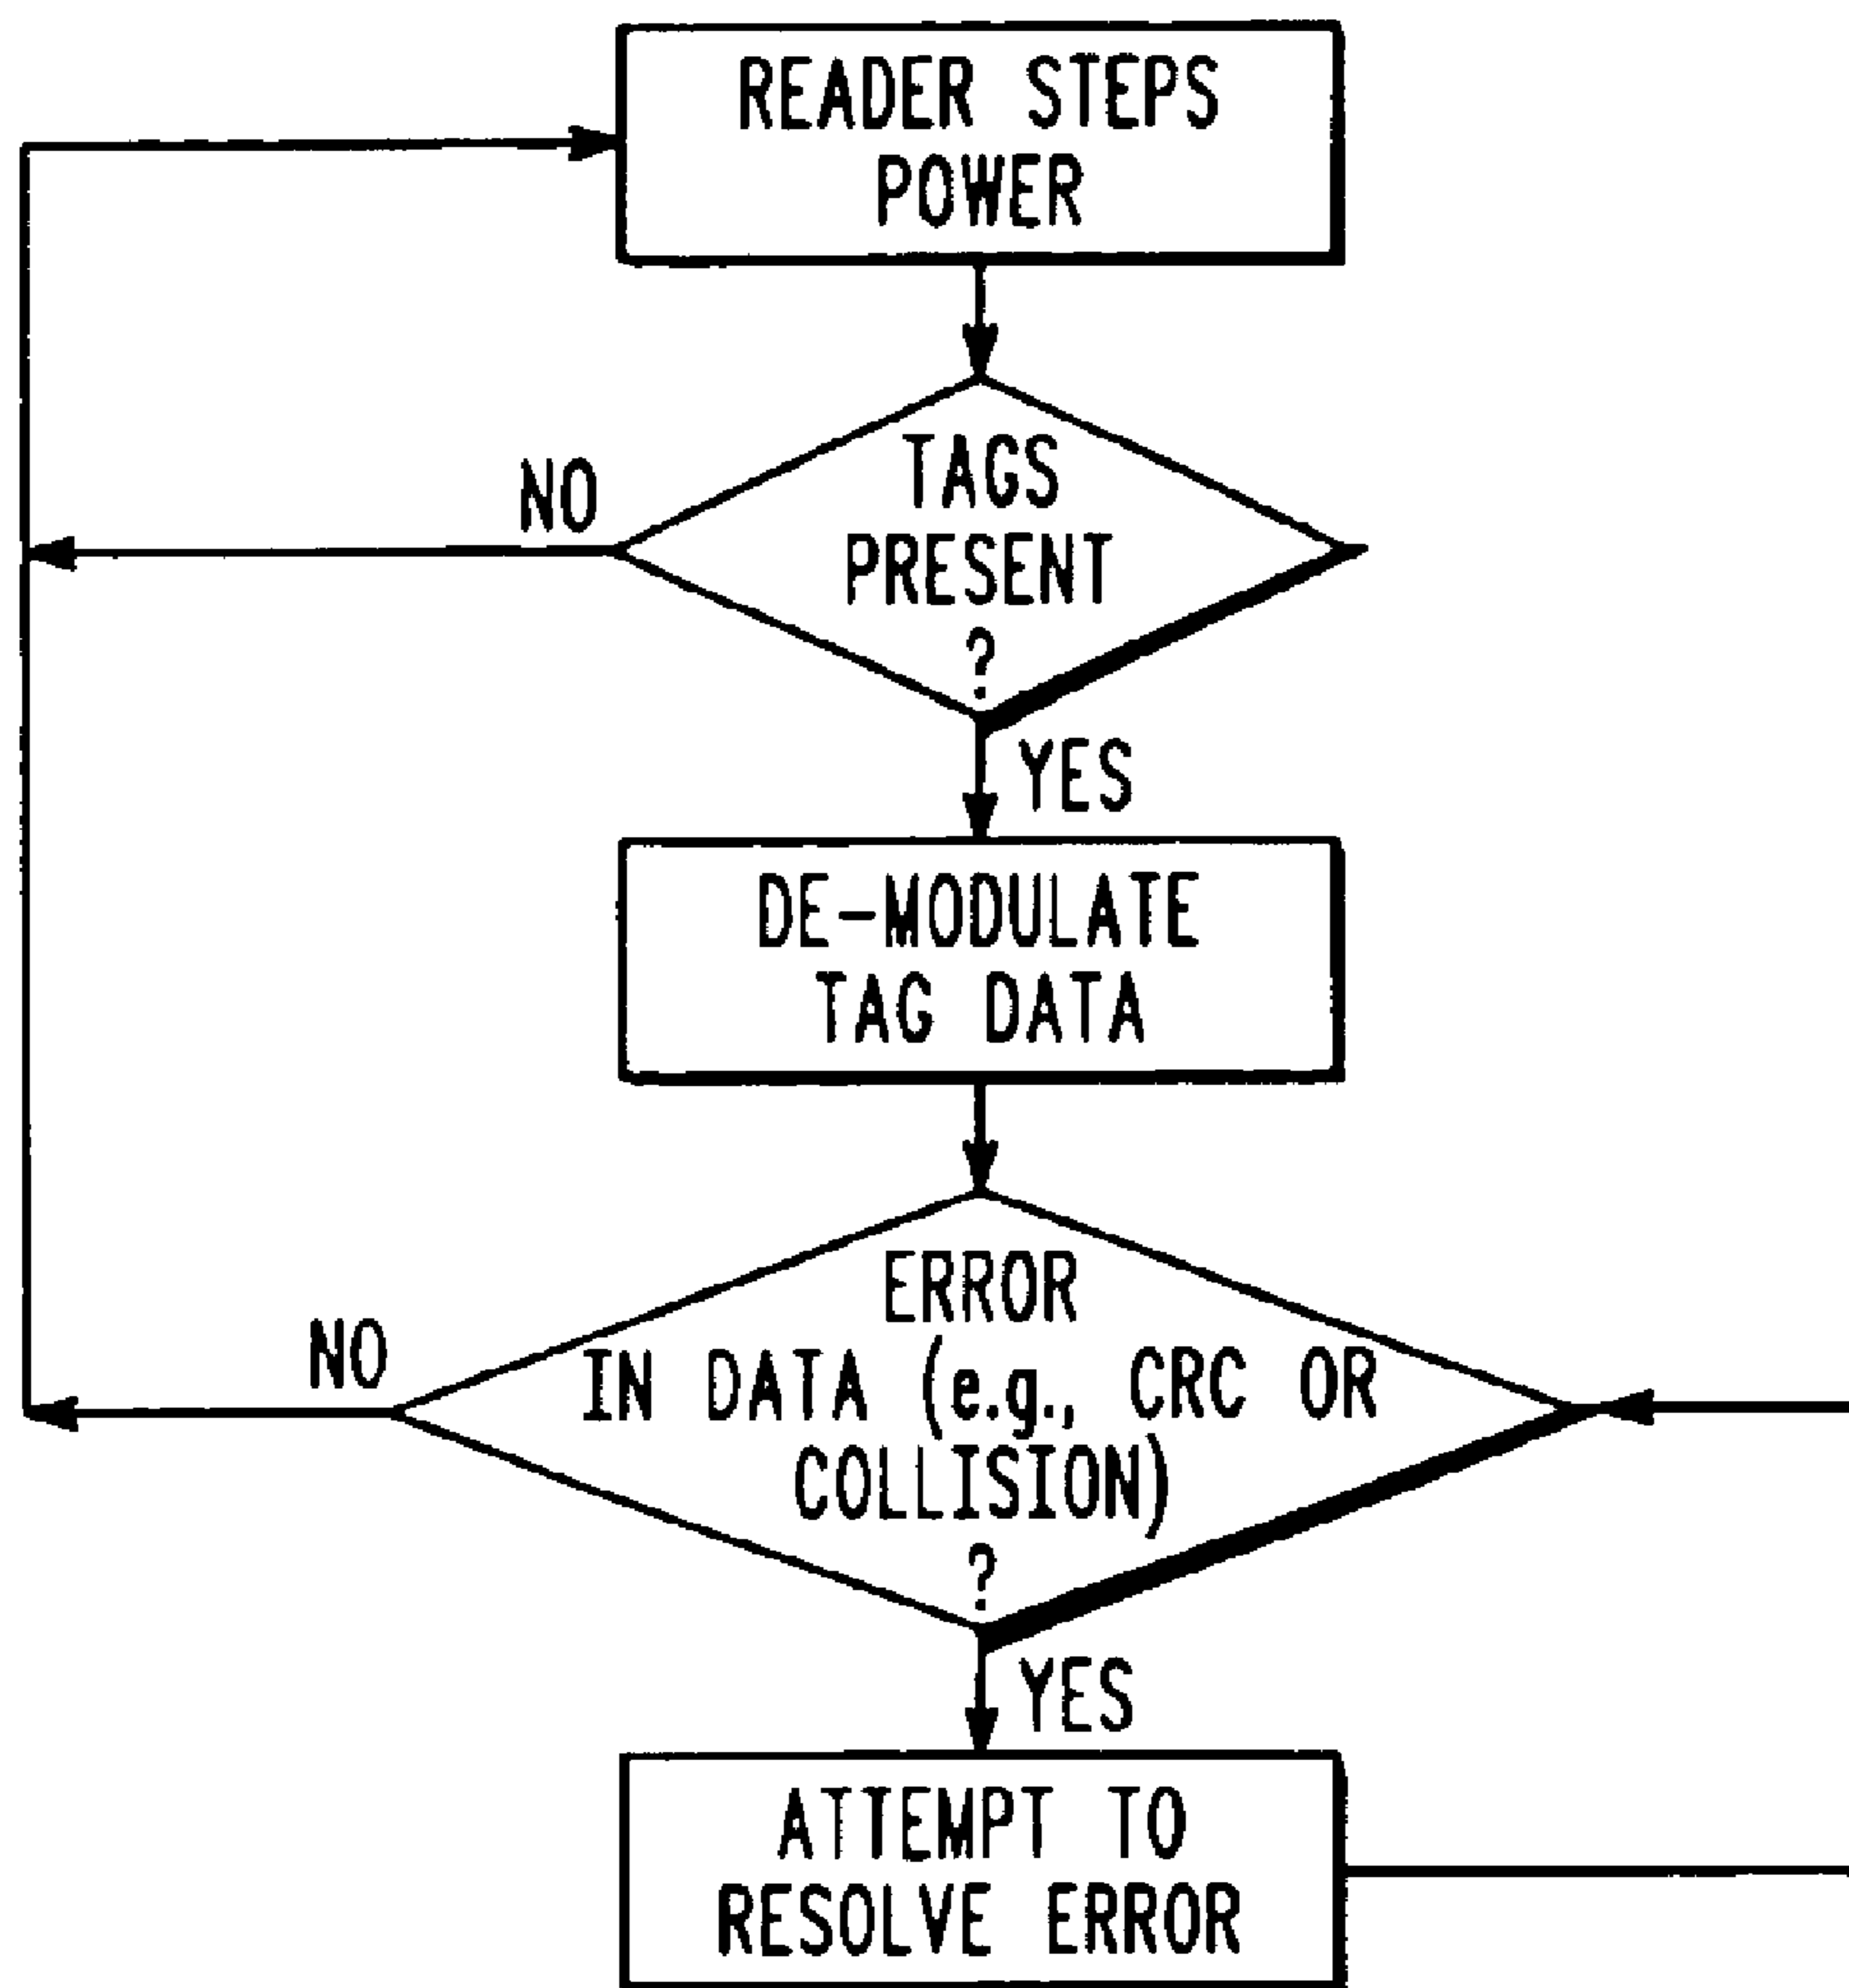 READER STEPS
POWER
NO
TAGS
PRESENT
?
YES
DE-MODULATE
TAG DATA
ERROR
NO
IN DATA (e.g., CRC OR
COLLISION)
?
YES
ATTEMPT TO
RESOLVE ERROR